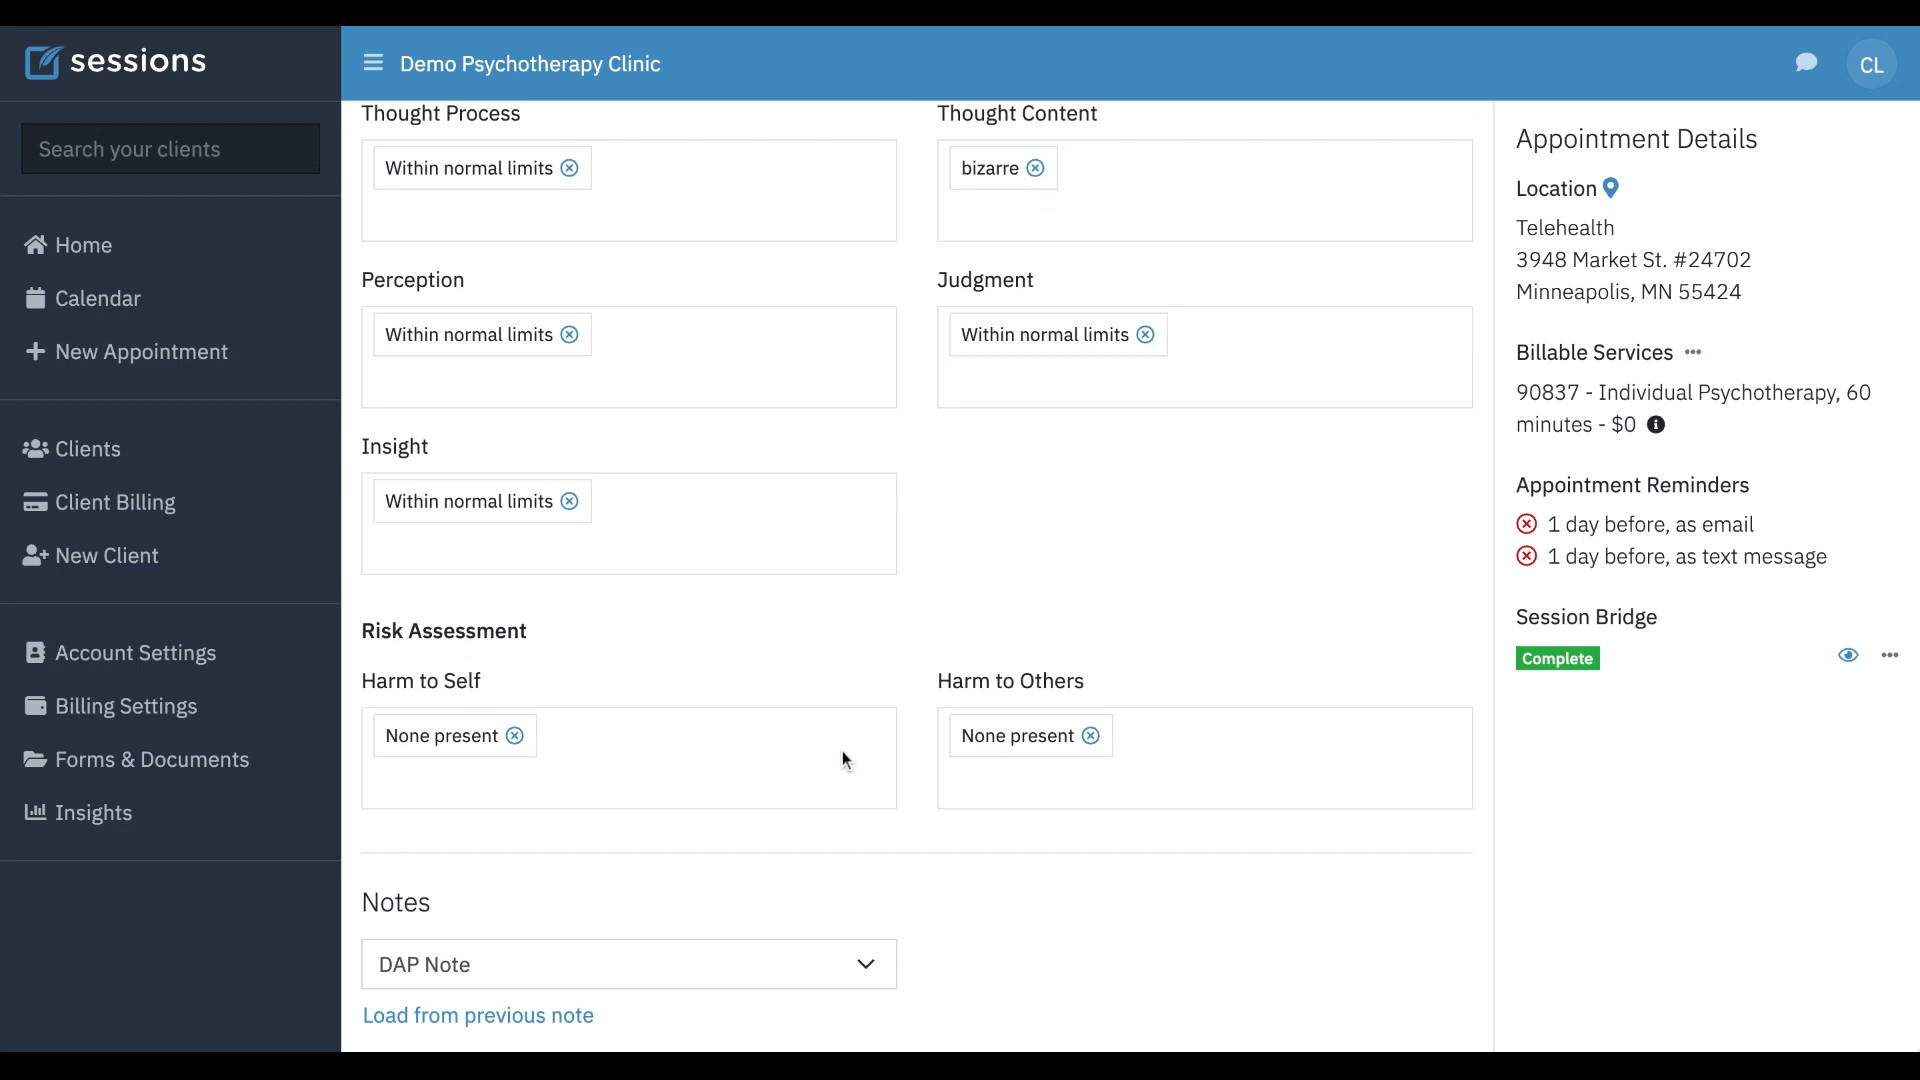 sessions
Demo Psychotherapy Clinic
CL
Search your clients
Home
Calendar
New Appointment
Clients
Client Billing
New Client
Account Settings
Billing Settings
Forms & Documents
Insights
Thought Process
Within normal limits
Thought Content
bizarre
Perception
Within normal limits
Judgment
Within normal limits
Insight
Within normal limits
Risk Assessment
Harm to Self
None present
Harm to Others
None present
Notes
DAP Note
Load from previous note
Appointment Details
Location
Telehealth
3948 Market St. #24702
Minneapolis, MN 55424
Billable Services
90837 - Individual Psychotherapy, 60
minutes - $0
Appointment Reminders
1 day before, as email
1 day before, as text message
Session Bridge
Complete